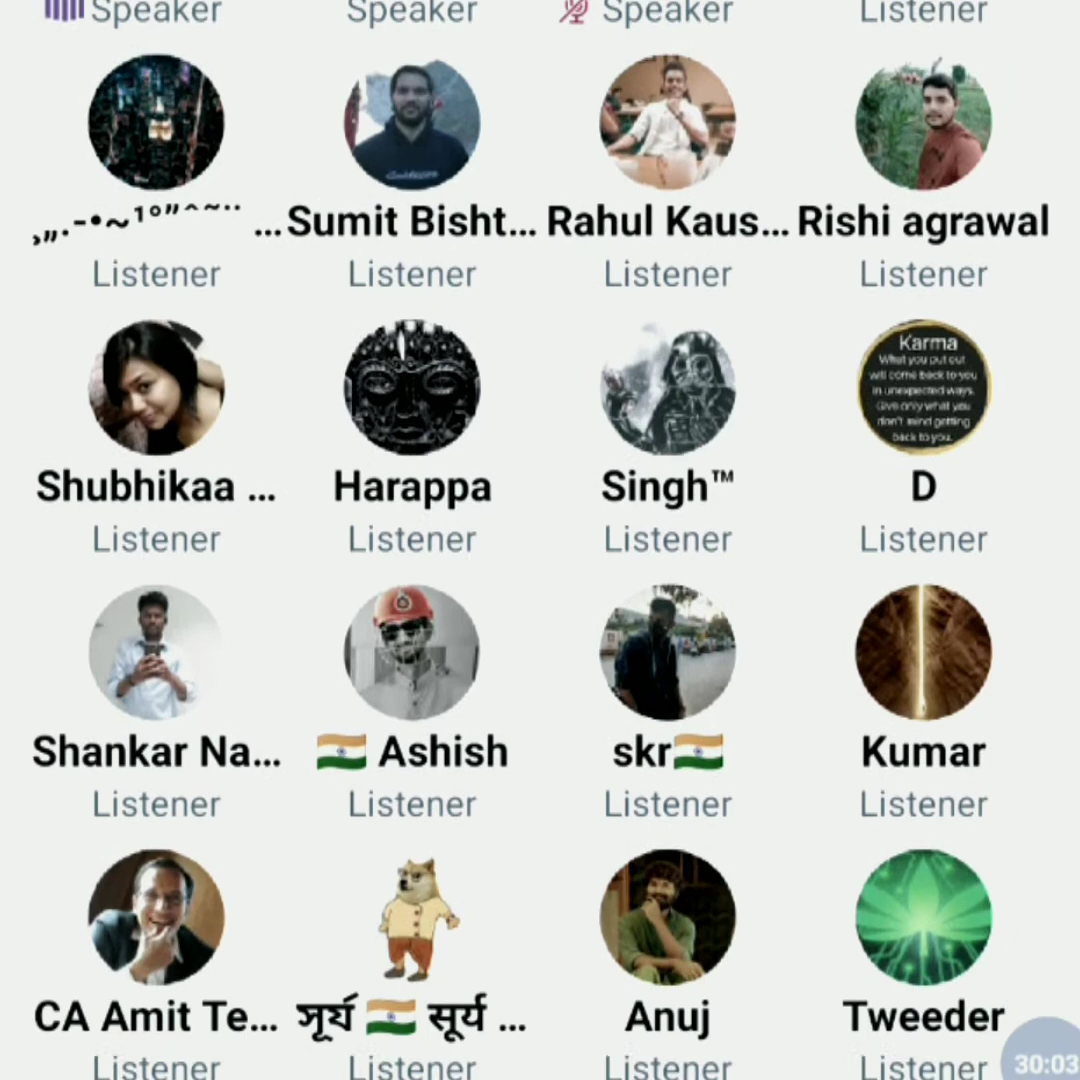 Speaker Speaker Speaker Listener
... Sumit Bisht... Rahul Kaus... Rishi agrawal
Listener Listener Listener Listener
Karma
What you put out
will come back to you
in unexpected ways.
Give only what you
don't mind getting
back to you.
Shubhikaa ... Harappa Singh™ D
Listener Listener Listener Listener
Shankar Na... 🇮🇳 Ashish skr🇮🇳 Kumar
Listener Listener Listener Listener
CA Amit Te... সূর্য 🇮🇳 सूर्य ... Anuj Tweeder
Listener Listener Listener Listener
30:03